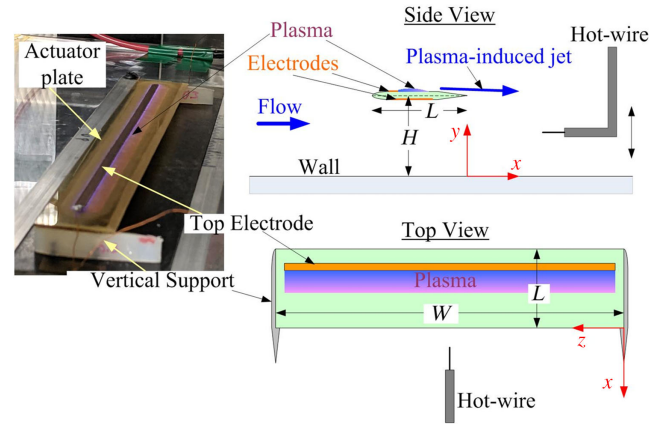 Side View
Hot-wire
Plasma
Actuator
plate
Electrodes
Plasma-induced jet
Flow
L
H
y
x
Wall
Top Electrode
Top View
Vertical Support
Plasma
L
W
z
x
Hot-wire